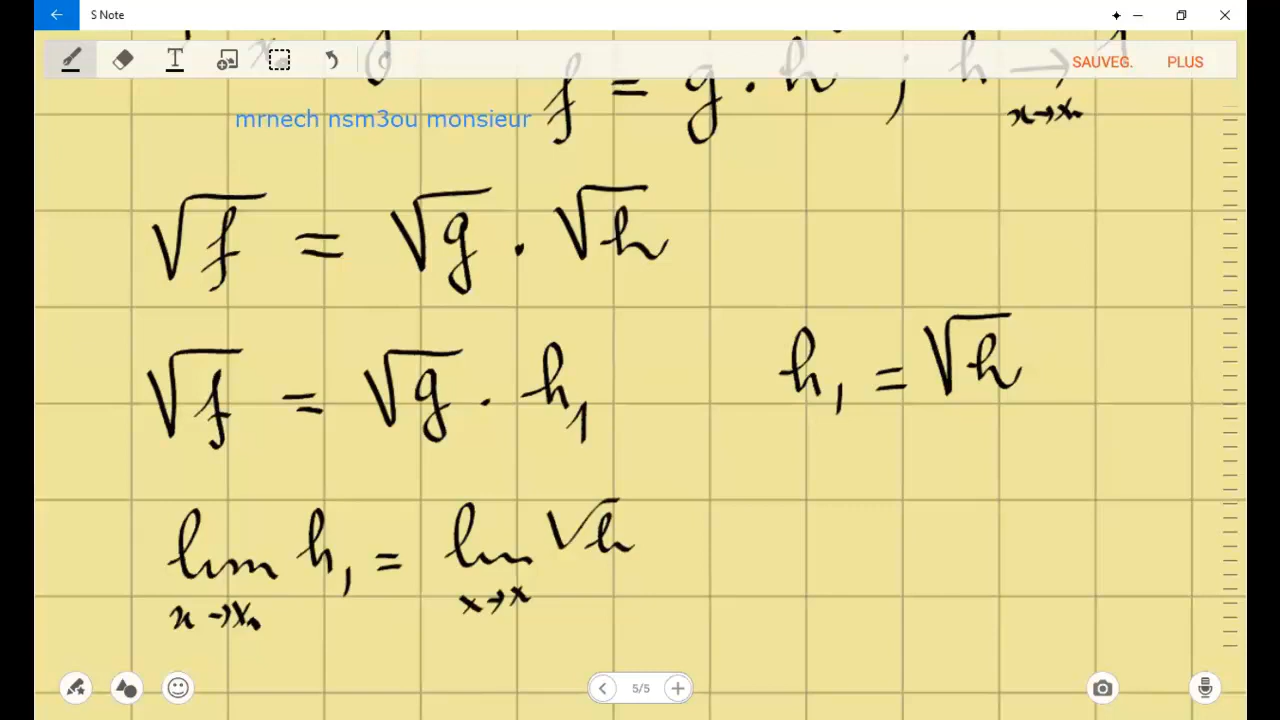 S Note
SAUVEG. PLUS
f = g . h ; h → 1
x→x₀
mrnech nsm3ou monsieur
√f = √g . √h
√f = √g . h₁
h₁ = √h
lim h₁ = lim √h
x→x₀ x→x
5/5